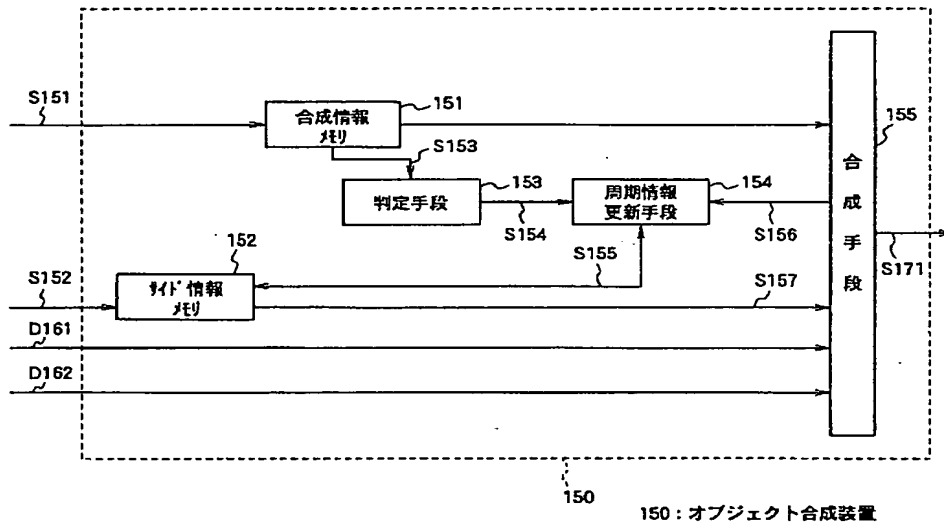 S151
151
合成情報
メモリ
S153
153
判定手段
S154
154
周期情報
更新手段
S156
155
合成手段
S171
152
S155
S152
サイド情報
メモリ
S157
D161
D162
150
150：オブジェクト合成装置